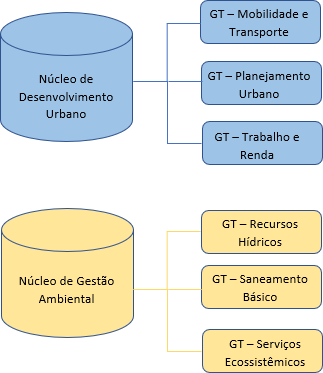 Núcleo de
Desenvolvimento
Urbano
GT – Mobilidade e
Transporte
GT – Planejamento
Urbano
GT – Trabalho e
Renda
Núcleo de Gestão
Ambiental
GT – Recursos
Hídricos
GT – Saneamento
Básico
GT – Serviços
Ecossistêmicos